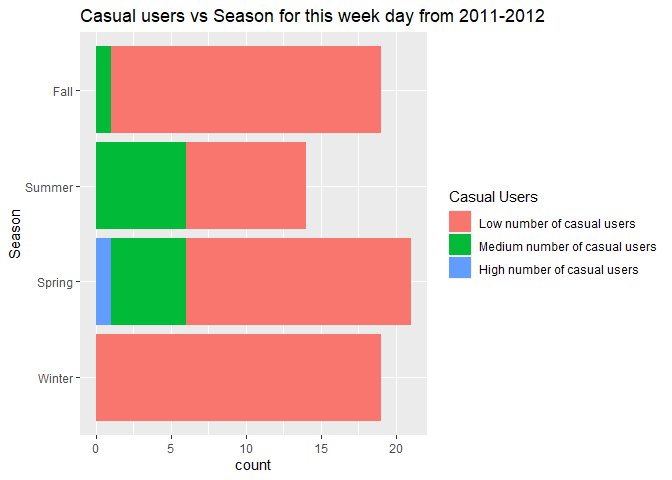 Casual users vs Season for this week day from 2011-2012
Season
Fall
Summer
Spring
Winter
0 5 10 15 20
count
Casual Users
Low number of casual users
Medium number of casual users
High number of casual users